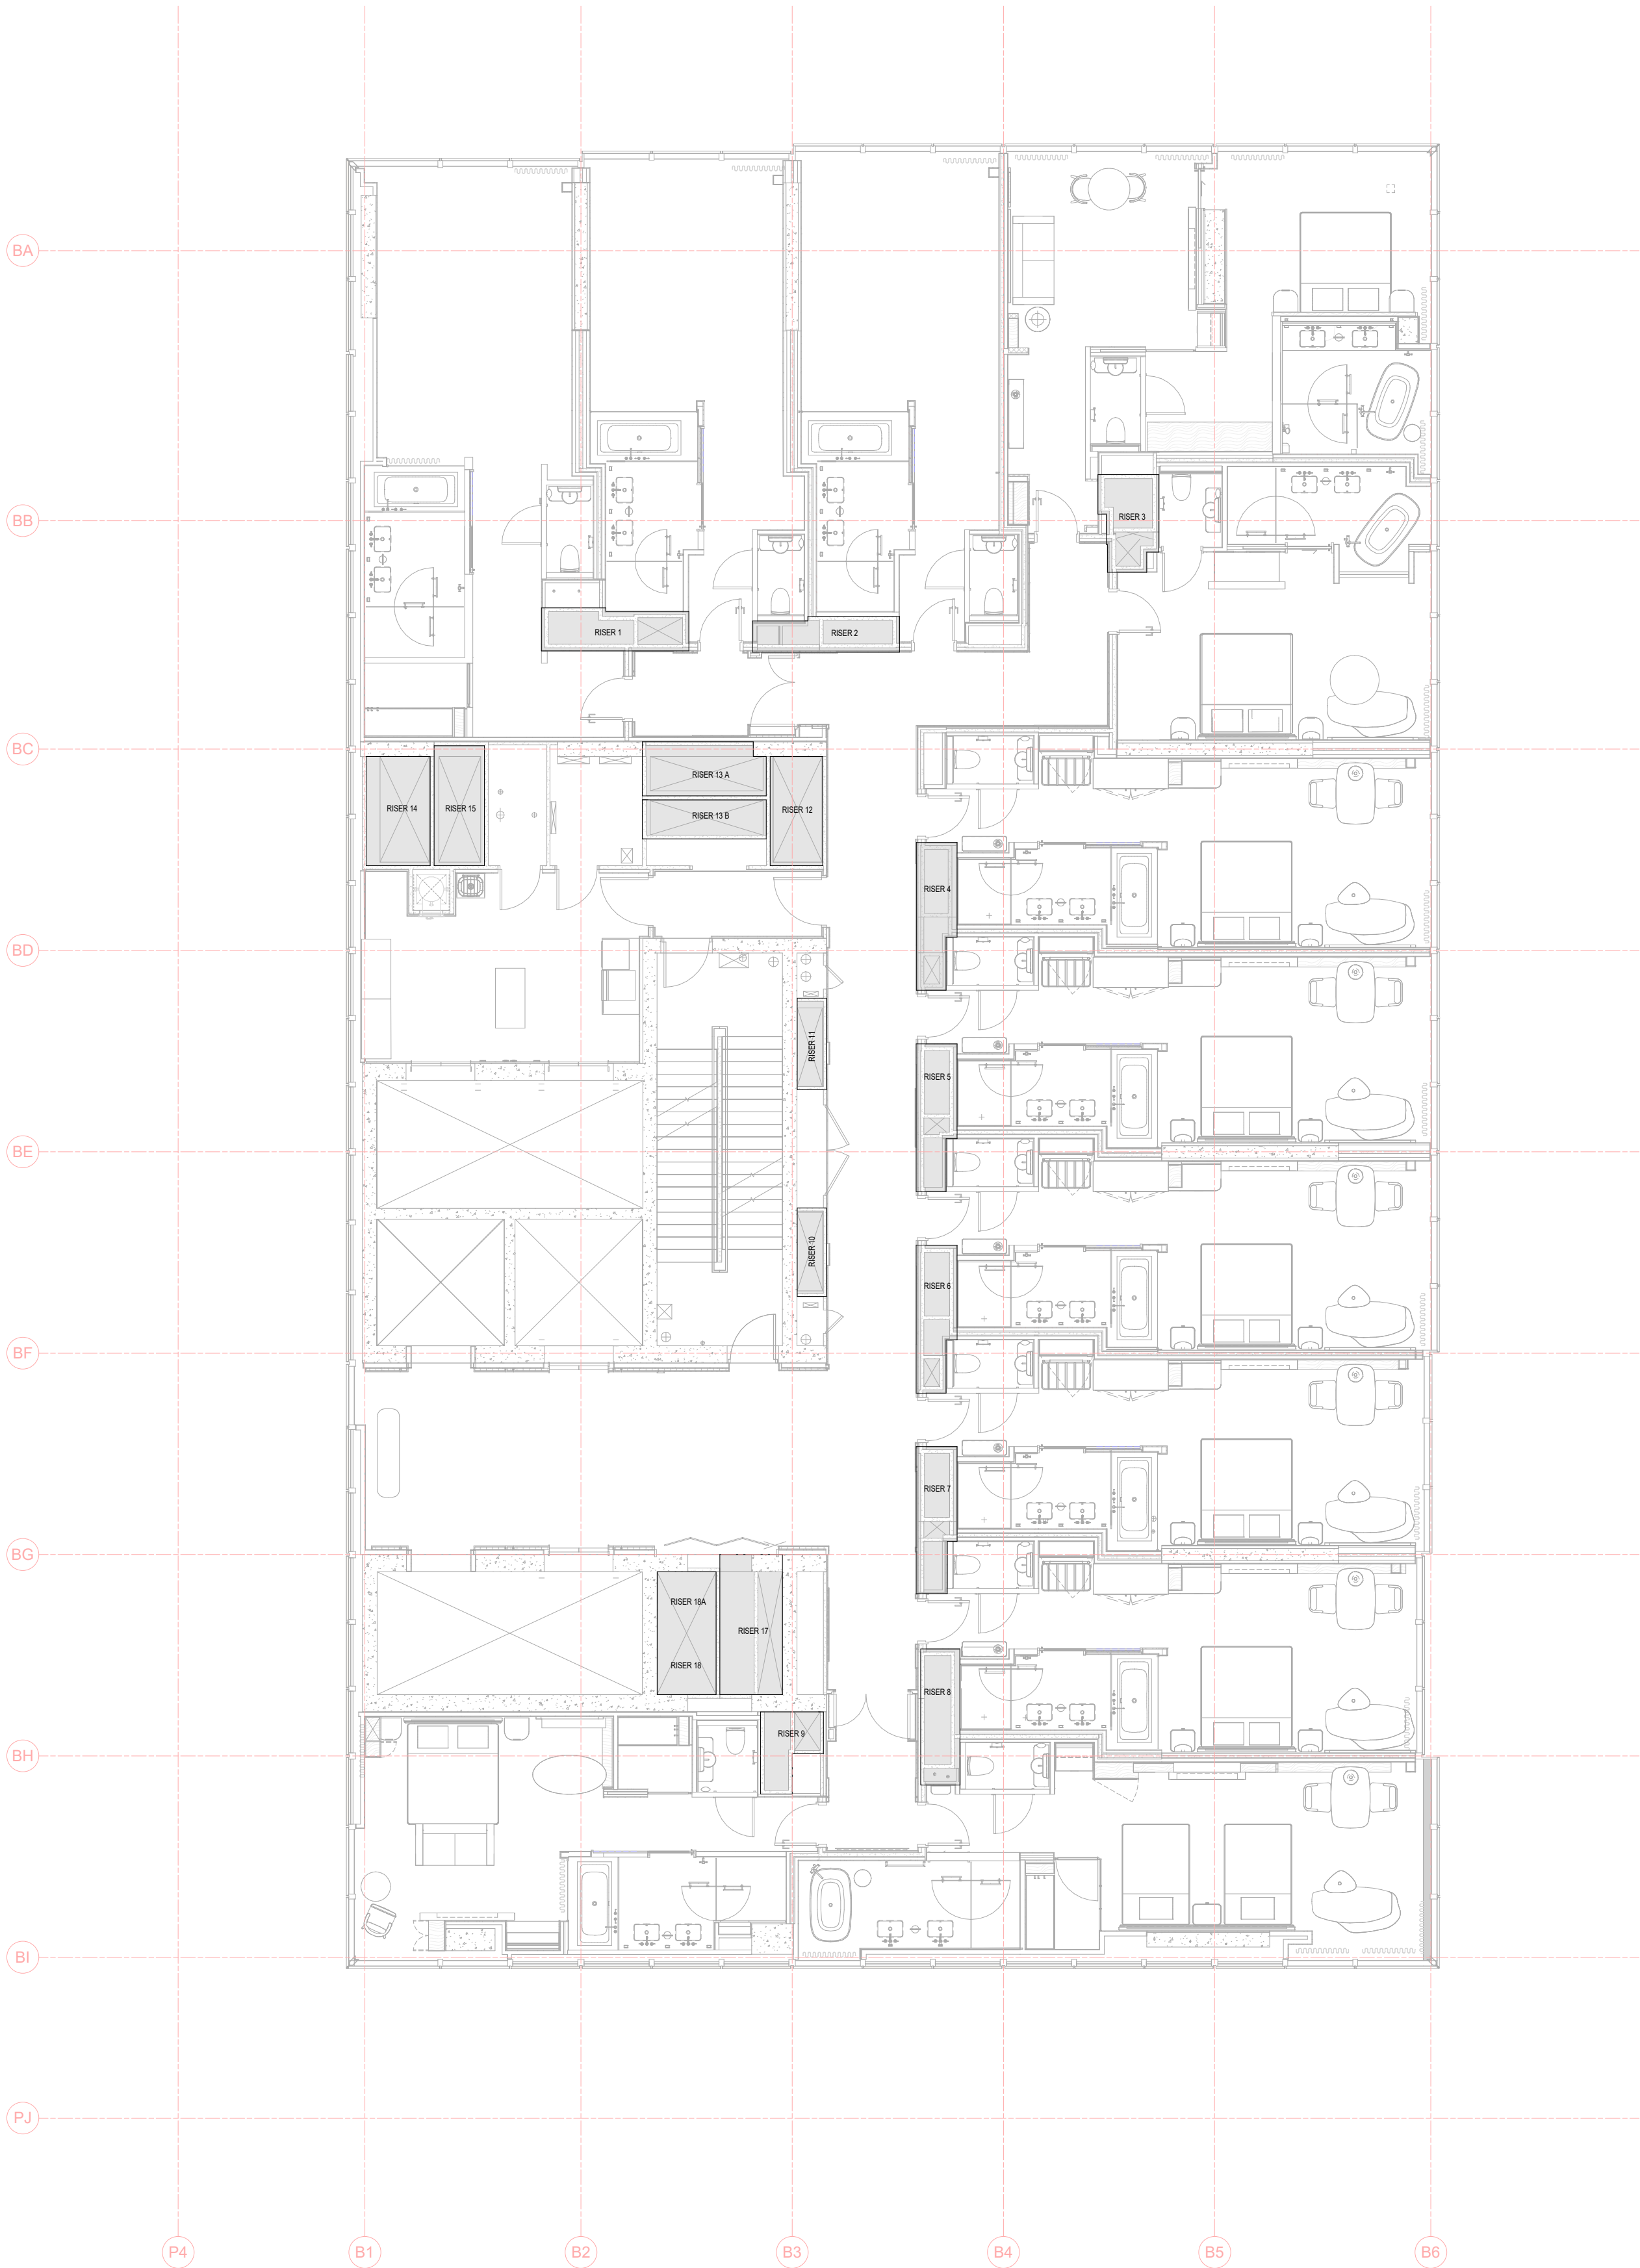 BA
BB
RISER 3
RISER 1
RISER 2
BC
RISER 13 A
RISER 14
RISER 15
RISER 12
RISER 13 B
RISER 4
BD
RISER 11
RISER 5
BE
RISER 10
RISER 6
BF
RISER 7
BG
RISER 18A
RISER 17
RISER 18
RISER 8
RISER 9
BH
BI
PJ
P4
B1
B2
B3
B4
B5
B6